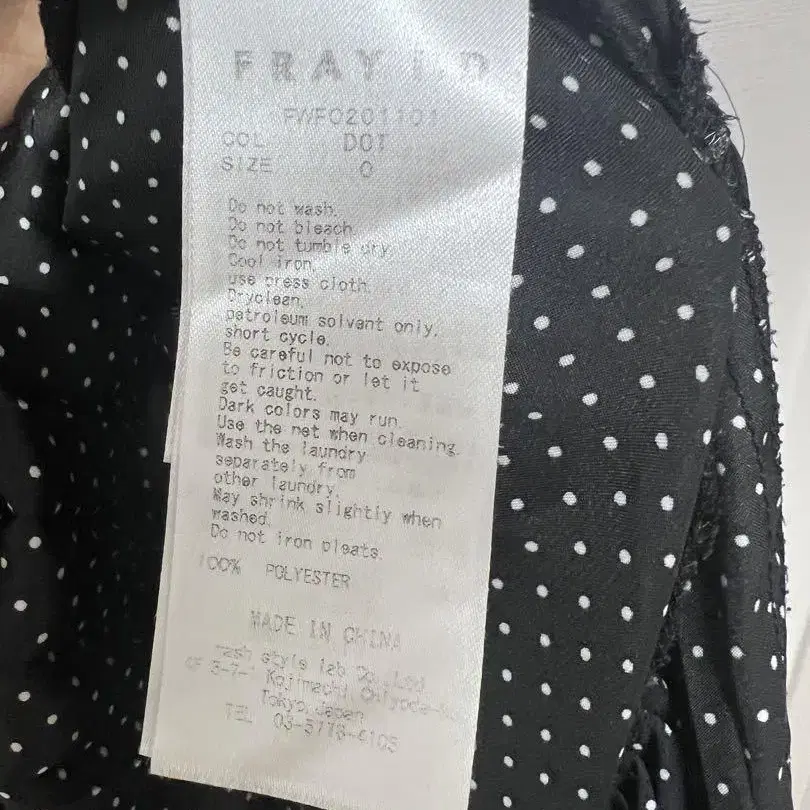 FRAY I.D
FWFO201101
COL DOT
SIZE 0
Do not wash.
Do not bleach.
Do not tumble dry.
Cool iron,
use press cloth.
Dryclean,
petroleum solvent only,
short cycle.
Be careful not to expose
to friction or let it
get caught.
Dark colors may run.
Use the net when cleaning.
Wash the laundry
separately from
other laundry.
May shrink slightly when
washed.
Do not iron pleats.
100% POLYESTER
MADE IN CHINA
style lab Co.,Ltd
Kojimachi, Chiyoda-
Tokyo, Japan
TEL